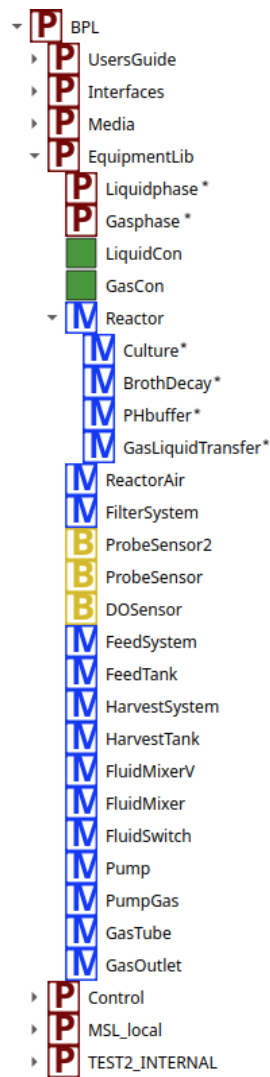 P BPL
P UsersGuide
P Interfaces
P Media
P EquipmentLib
P Liquidphase *
P Gasphase *
LiquidCon
GasCon
M Reactor
M Culture*
M BrothDecay*
M PHbuffer*
M GasLiquidTransfer*
M ReactorAir
M FilterSystem
B ProbeSensor2
B ProbeSensor
B DOSensor
M FeedSystem
M FeedTank
M HarvestSystem
M HarvestTank
M FluidMixerV
M FluidMixer
M FluidSwitch
M Pump
M PumpGas
M GasTube
M GasOutlet
P Control
P MSL_local
P TEST2_INTERNAL